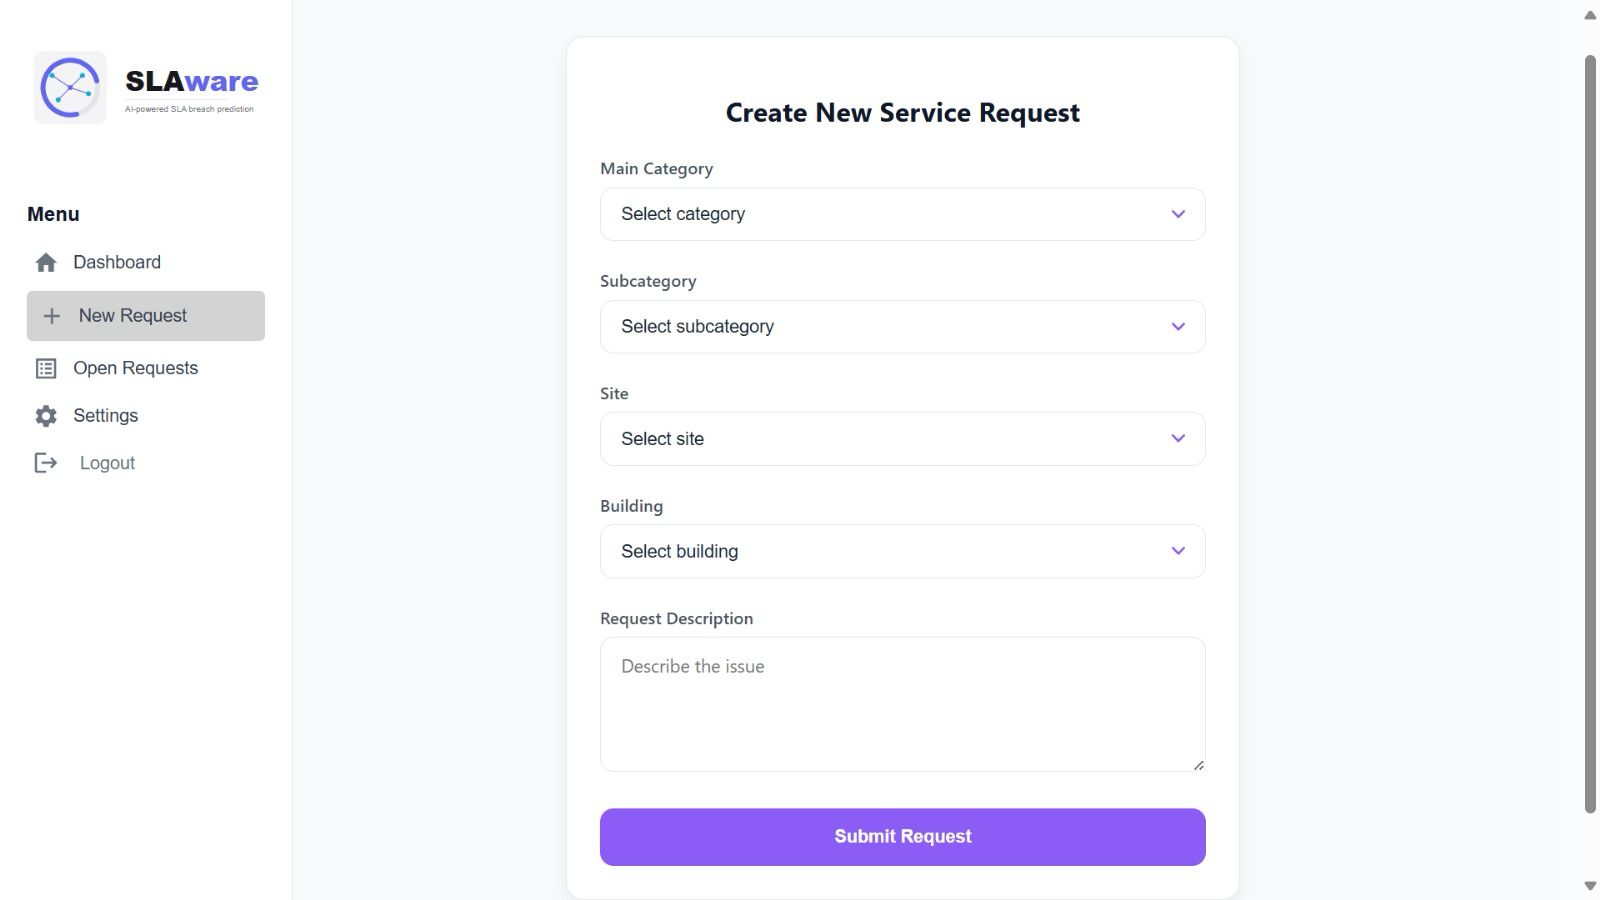 SLAware
AI-powered SLA breach prediction
Menu
Dashboard
New Request
Open Requests
Settings
Logout
Create New Service Request
Main Category
Select category
Subcategory
Select subcategory
Site
Select site
Building
Select building
Request Description
Describe the issue
Submit Request